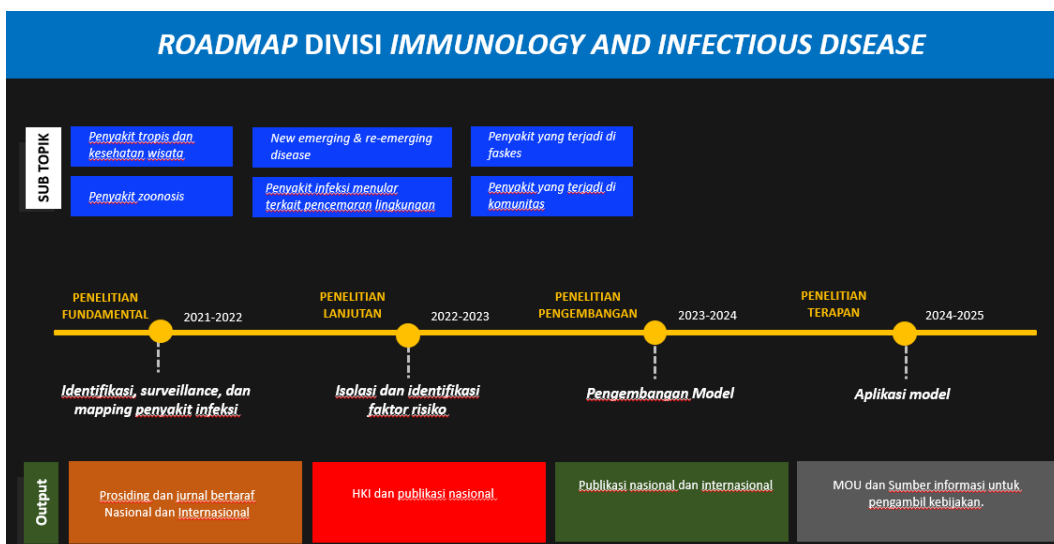 ROADMAP DIVISI IMMUNOLOGY AND INFECTIOUS DISEASE
SUB TOPIK
Penyakit tropis dan
kesehatan wisata
New emerging & re-emerging
disease
Penyakit yang terjadi di
faskes
Penyakit zoonosis
Penyakit infeksi menular
terkait pencemaran lingkungan
Penyakit yang terjadi di
komunitas
PENELITIAN
FUNDAMENTAL
2021-2022
PENELITIAN
LANJUTAN
2022-2023
PENELITIAN
PENGEMBANGAN
2023-2024
PENELITIAN
TERAPAN
2024-2025
Identifikasi, surveillance, dan
mapping penyakit infeksi
Isolasi dan identifikasi
faktor risiko
Pengembangan Model
Aplikasi model
Output
Prosiding dan jurnal bertaraf
Nasional dan Internasional
HKI dan publikasi nasional
Publikasi nasional dan internasional
MOU dan Sumber informasi untuk
pengambil kebijakan.